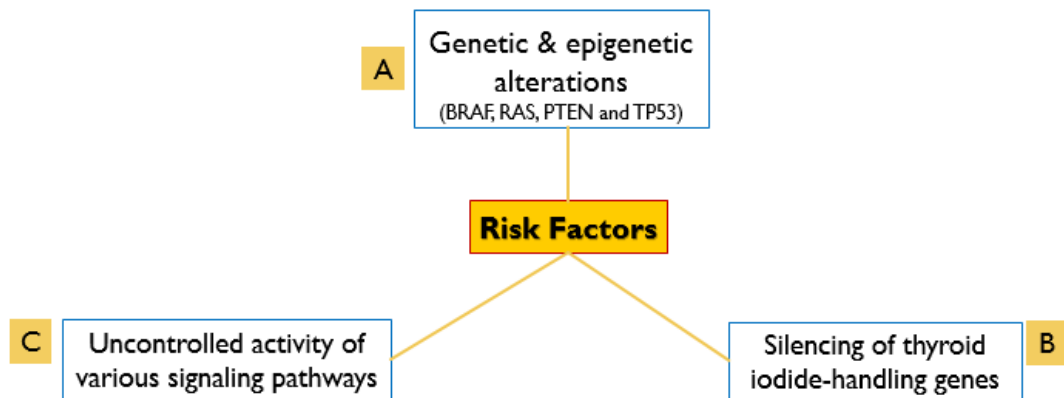 A
Genetic & epigenetic
alterations
(BRAF, RAS, PTEN and TP53)
Risk Factors
C
Uncontrolled activity of
various signaling pathways
Silencing of thyroid
iodide-handling genes
B